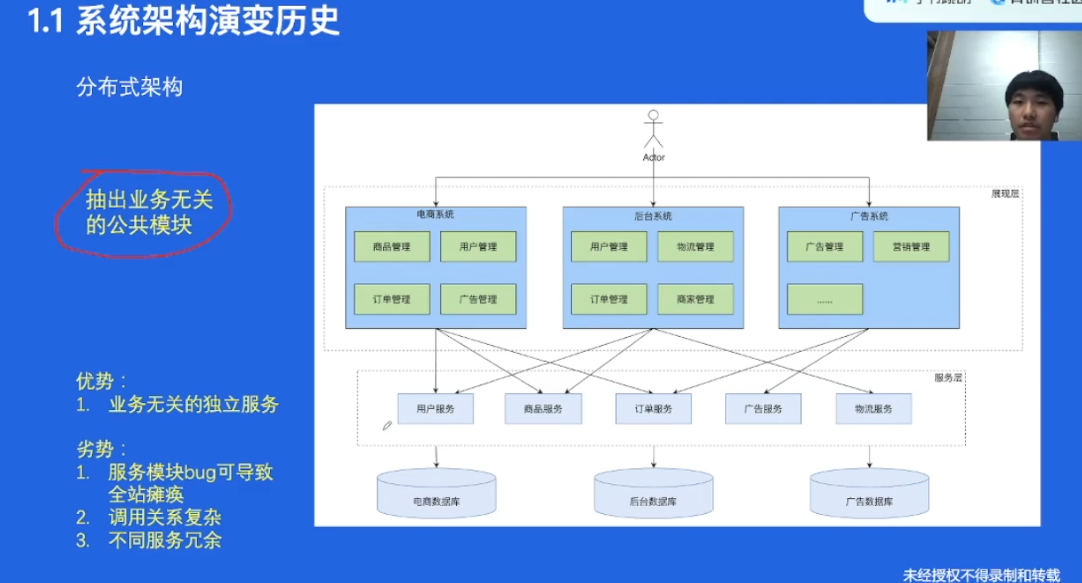 1.1 系统架构演变历史
分布式架构
抽出业务无关
的公共模块
优势：
1. 业务无关的独立服务
劣势：
1. 服务模块bug可导致
全站瘫痪
2. 调用关系复杂
3. 不同服务冗余
Actor
展现层
电商系统
商品管理
用户管理
订单管理
广告管理
后台系统
用户管理
物流管理
订单管理
商家管理
广告系统
广告管理
营销管理
......
服务层
用户服务
商品服务
订单服务
广告服务
物流服务
电商数据库
后台数据库
广告数据库
未经授权不得录制和转载